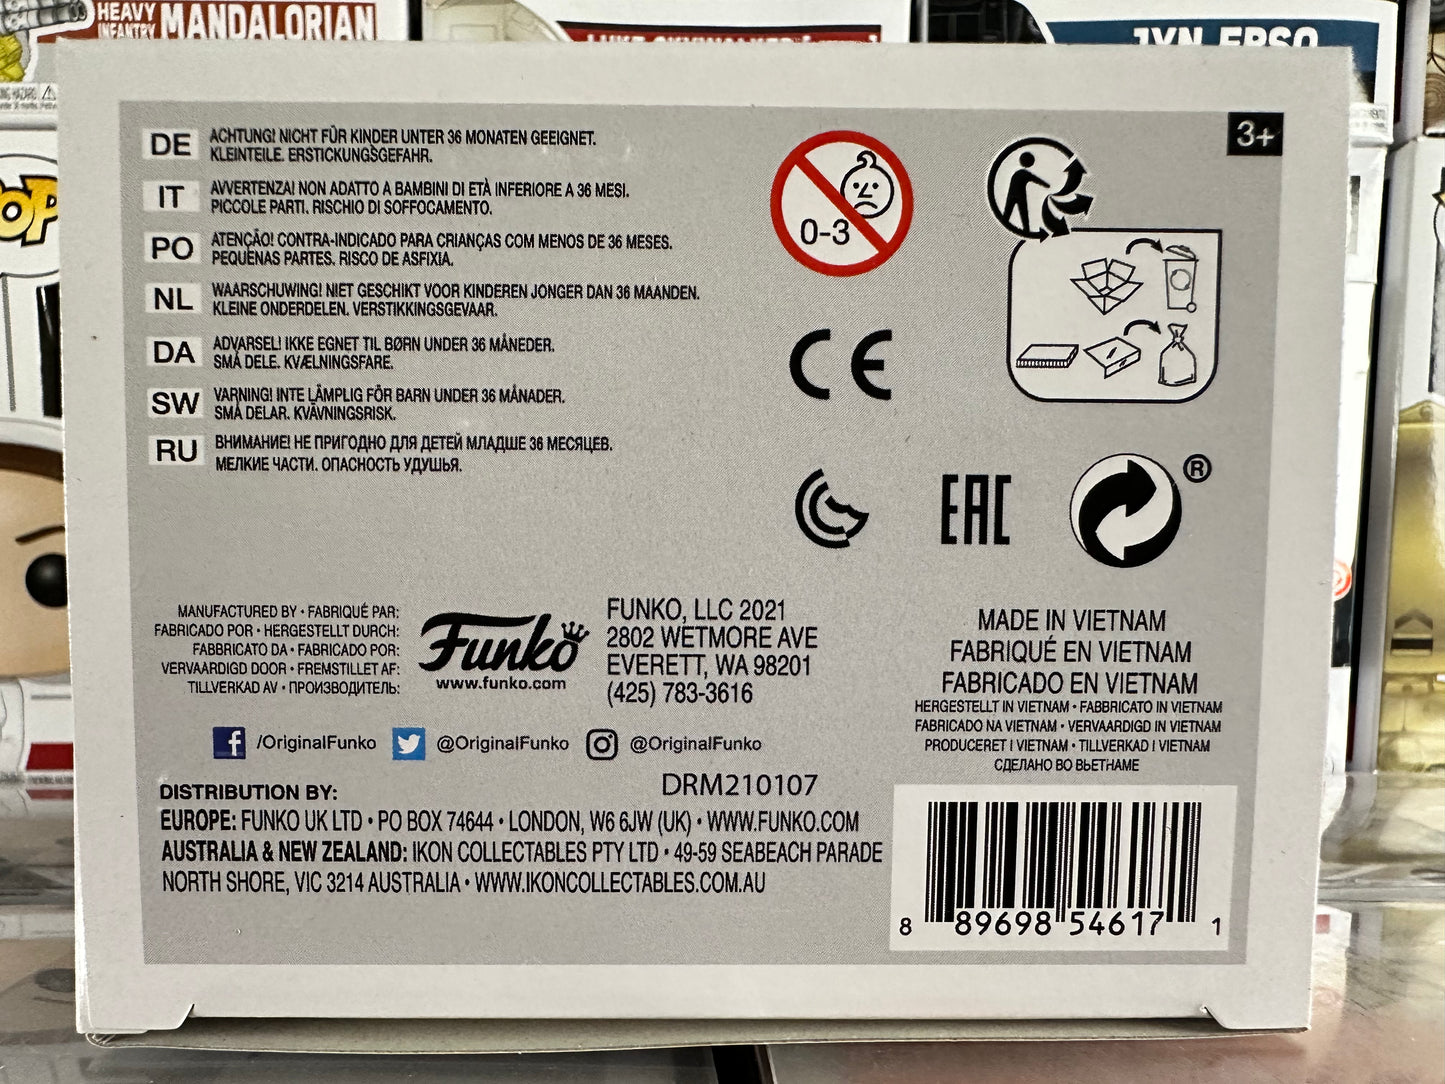 HEAVY
INFANTRY MANDALORIAN
JYN ERSO
3+
DE ACHTUNG! NICHT FÜR KINDER UNTER 36 MONATEN GEEIGNET.
KLEINTEILE. ERSTICKUNGSGEFAHR.
IT AVVERTENZA! NON ADATTO A BAMBINI DI ETÀ INFERIORE A 36 MESI.
PICCOLE PARTI. RISCHIO DI SOFFOCAMENTO.
PO ATENÇÃO! CONTRA-INDICADO PARA CRIANÇAS COM MENOS DE 36 MESES.
PEQUENAS PARTES. RISCO DE ASFIXIA.
NL WAARSCHUWING! NIET GESCHIKT VOOR KINDEREN JONGER DAN 36 MAANDEN.
KLEINE ONDERDELEN. VERSTIKKINGSGEVAAR.
DA ADVARSEL! IKKE EGNET TIL BØRN UNDER 36 MÅNEDER.
SMÅ DELE. KVÆLNINGSFARE.
SW VARNING! INTE LÄMPLIG FÖR BARN UNDER 36 MÅNADER.
SMÅ DELAR. KVÄVNINGSRISK.
RU ВНИМАНИЕ! НЕ ПРИГОДНО ДЛЯ ДЕТЕЙ МЛАДШЕ 36 МЕСЯЦЕВ.
МЕЛКИЕ ЧАСТИ. ОПАСНОСТЬ УДУШЬЯ.
0-3
CE
EAC
®
MANUFACTURED BY • FABRIQUÉ PAR:
FABRICADO POR • HERGESTELLT DURCH:
FABBRICATO DA • FABRICADO POR:
VERVAARDIGD DOOR • FREMSTILLET AF:
TILLVERKAD AV • ПРОИЗВОДИТЕЛЬ:
Funko
www.funko.com
FUNKO, LLC 2021
2802 WETMORE AVE
EVERETT, WA 98201
(425) 783-3616
MADE IN VIETNAM
FABRIQUÉ EN VIETNAM
FABRICADO EN VIETNAM
HERGESTELLT IN VIETNAM • FABBRICATO IN VIETNAM
FABRICADO NA VIETNAM • VERVAARDIGD IN VIETNAM
PRODUCERET I VIETNAM • TILLVERKAD I VIETNAM
СДЕЛАНО ВО ВЬЕТНАМЕ
/OriginalFunko @OriginalFunko @OriginalFunko
DRM210107
DISTRIBUTION BY:
EUROPE: FUNKO UK LTD • PO BOX 74644 • LONDON, W6 6JW (UK) • WWW.FUNKO.COM
AUSTRALIA & NEW ZEALAND: IKON COLLECTABLES PTY LTD • 49-59 SEABEACH PARADE
NORTH SHORE, VIC 3214 AUSTRALIA • WWW.IKONCOLLECTABLES.COM.AU
8 89698 54617 1